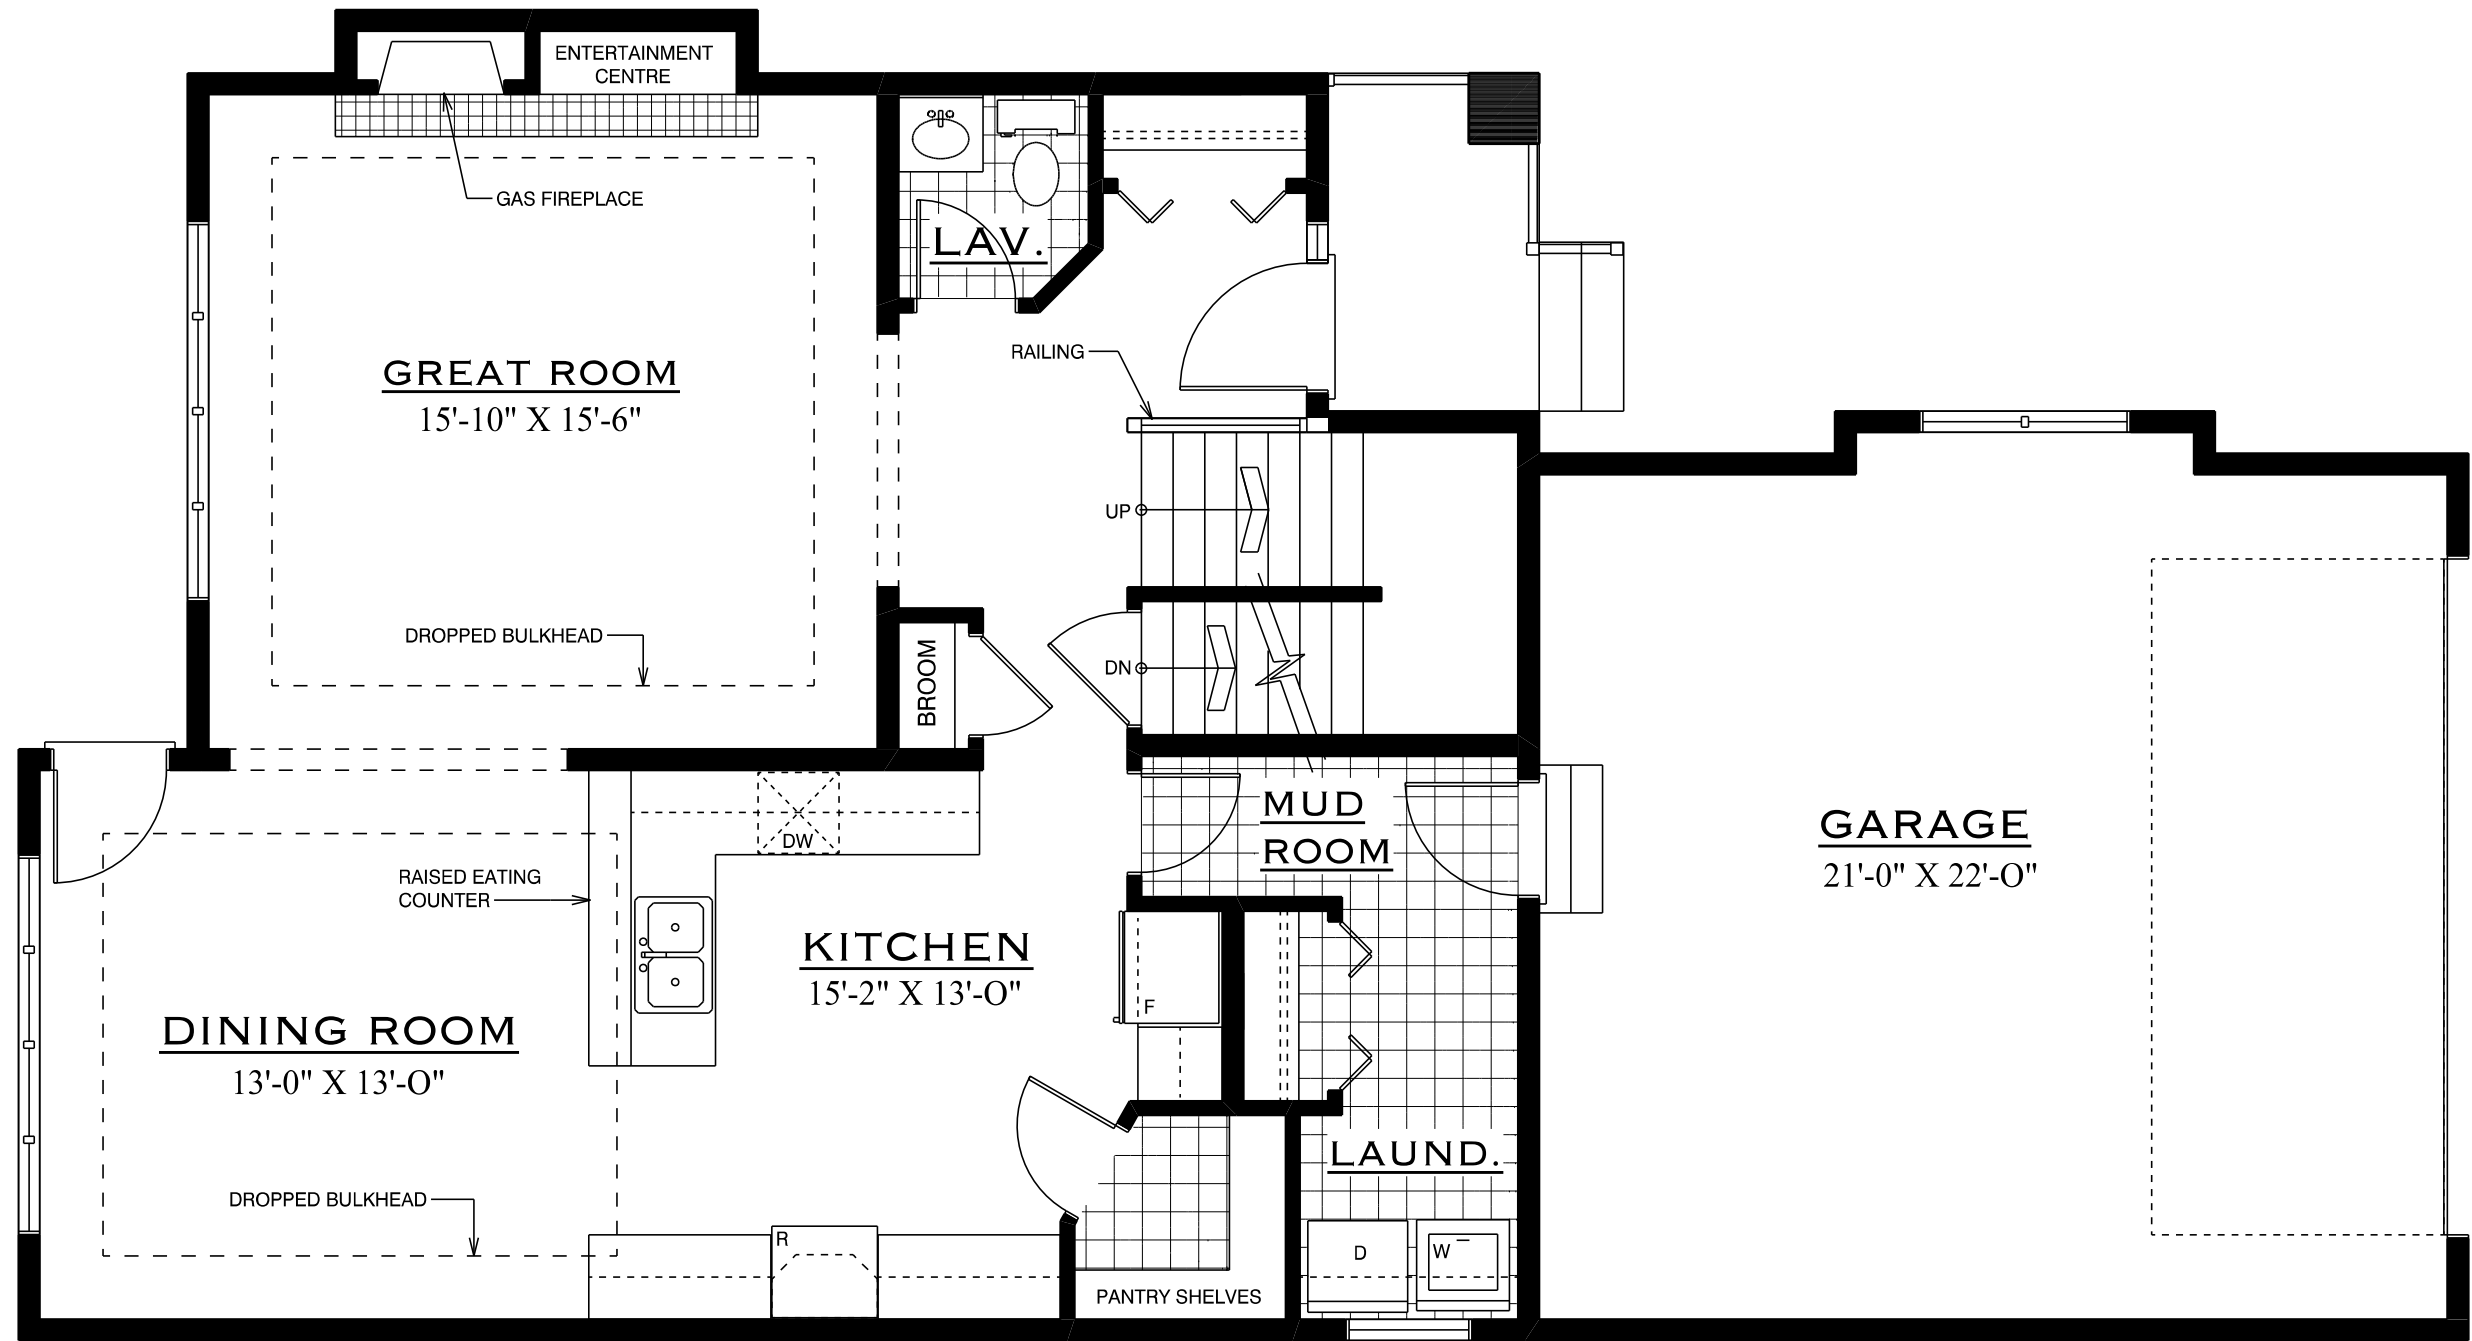 ENTERTAINMENT
CENTRE
GAS FIREPLACE
LAV.
RAILING
GREAT ROOM
15'-10" X 15'-6"
UP
DROPPED BULKHEAD
BROOM
DN
MUD
ROOM
GARAGE
21'-0" X 22'-O"
DW
RAISED EATING
COUNTER
KITCHEN
15'-2" X 13'-O"
F
DINING ROOM
13'-0" X 13'-O"
LAUND.
DROPPED BULKHEAD
R
D
W
PANTRY SHELVES